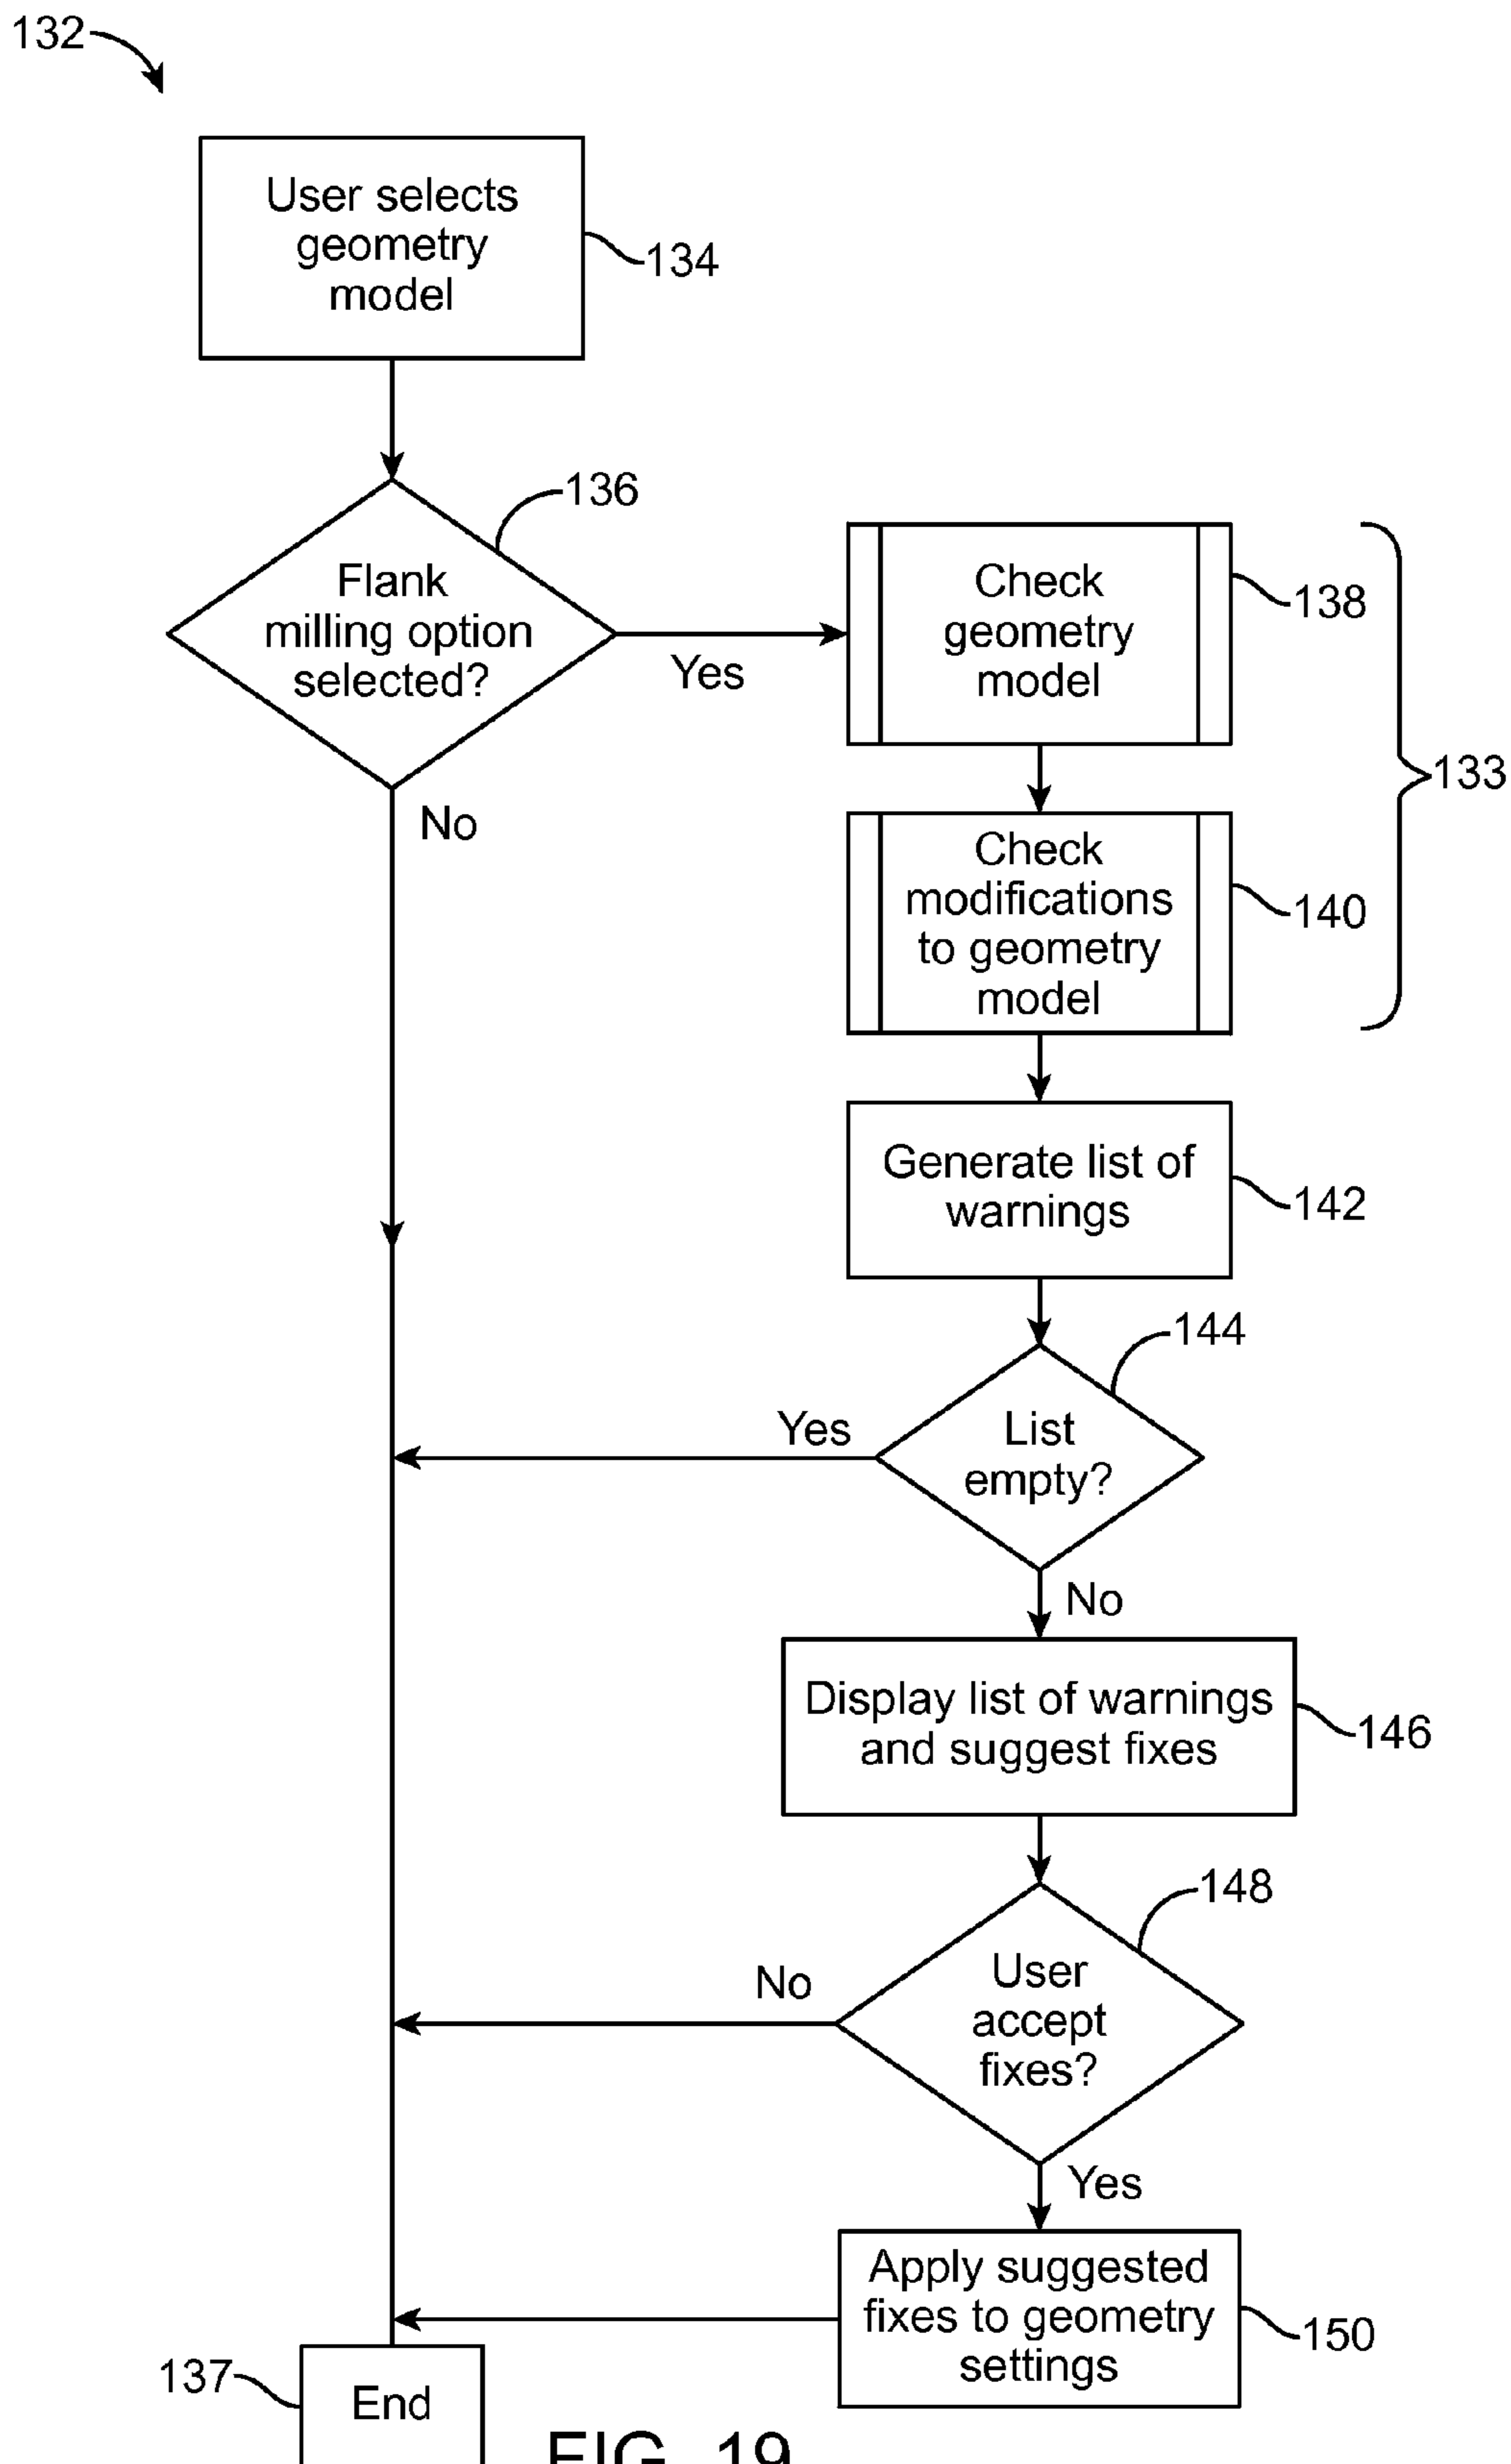 132
User selects
geometry
model
134
136
Flank
milling option
selected?
Yes
No
Check
geometry
model
138
133
Check
modifications
to geometry
model
140
Generate list of
warnings
142
144
List
empty?
Yes
No
Display list of warnings
and suggest fixes
146
148
User
accept
fixes?
No
Yes
Apply suggested
fixes to geometry
settings
150
137
End
FIG. 19